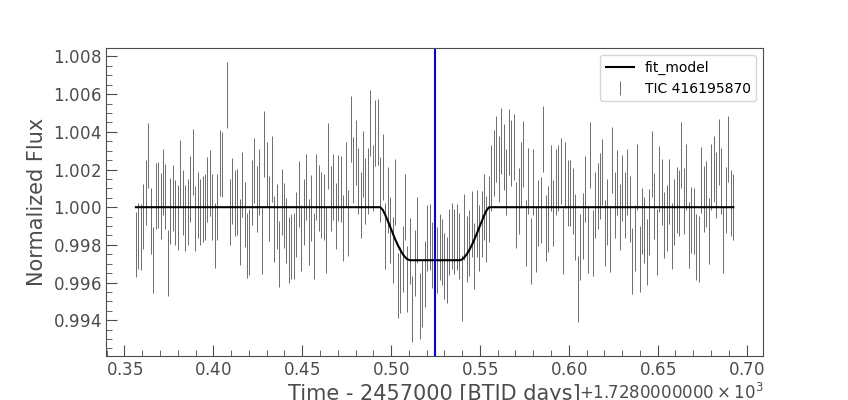 1.008
1.006
1.004
1.002
1.000
0.998
0.996
0.994
Normalized Flux
fit_model
TIC 416195870
0.35 0.40 0.45 0.50 0.55 0.60 0.65 0.70
Time - 2457000 [BTJD days] +1.7280000000 × 10³